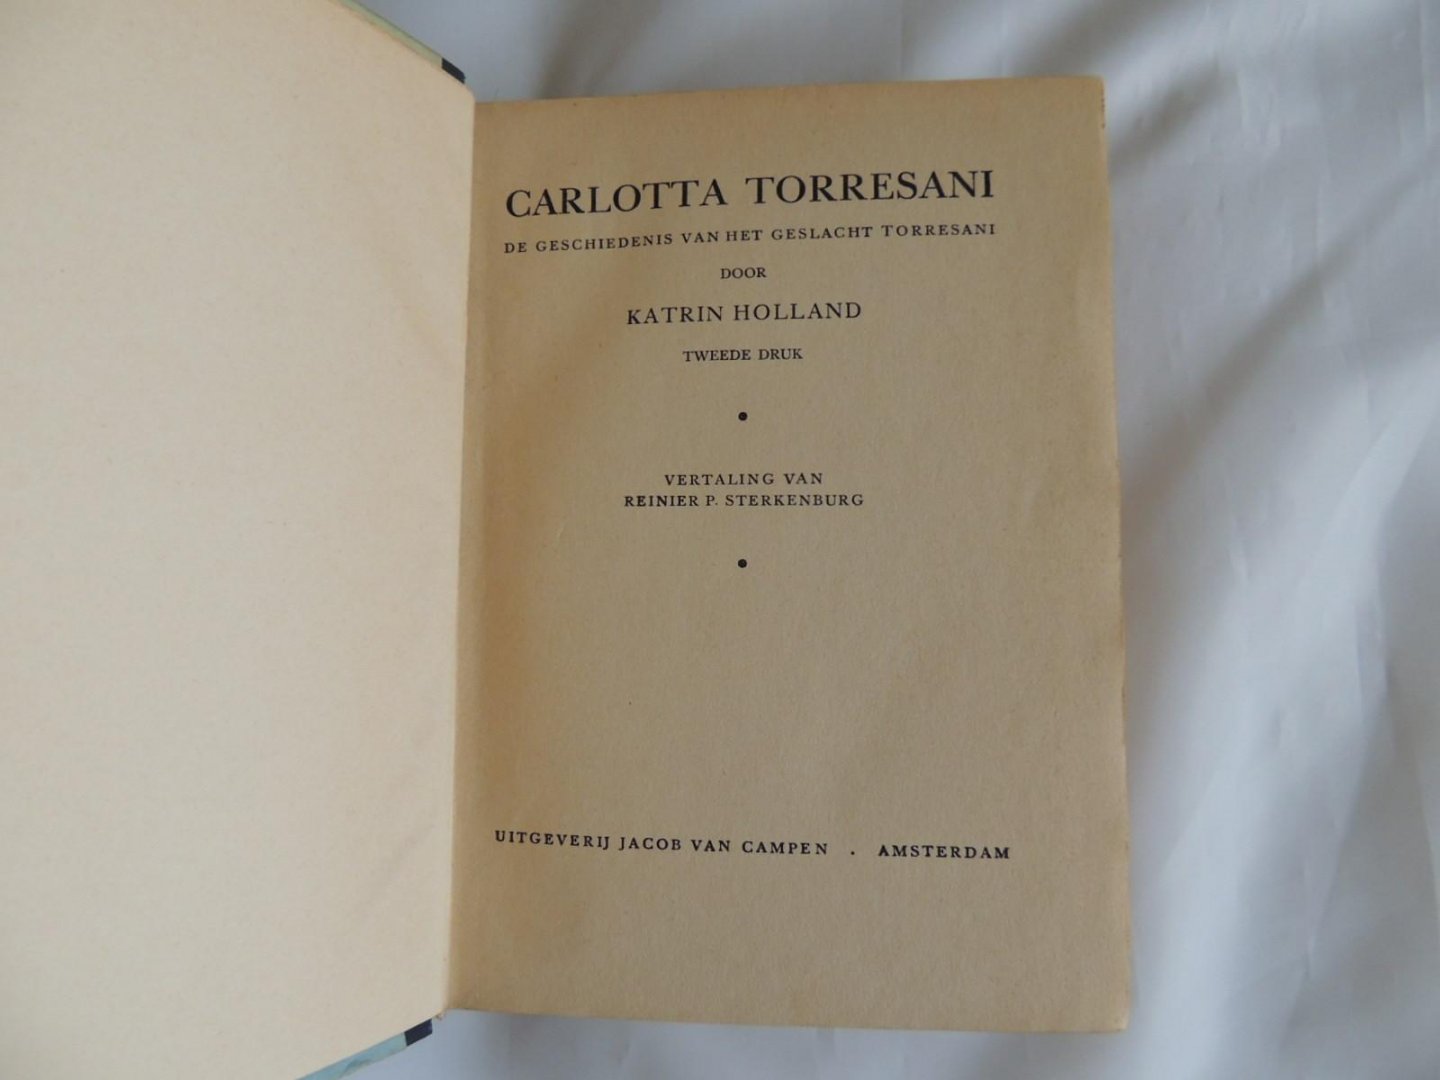 CARLOTTA TORRESANI
DE GESCHIEDENIS VAN HET GESLACHT TORRESANI
DOOR
KATRIN HOLLAND
TWEEDE DRUK
VERTALING VAN
REINIER P. STERKENBURG
UITGEVERIJ JACOB VAN CAMPEN . AMSTERDAM